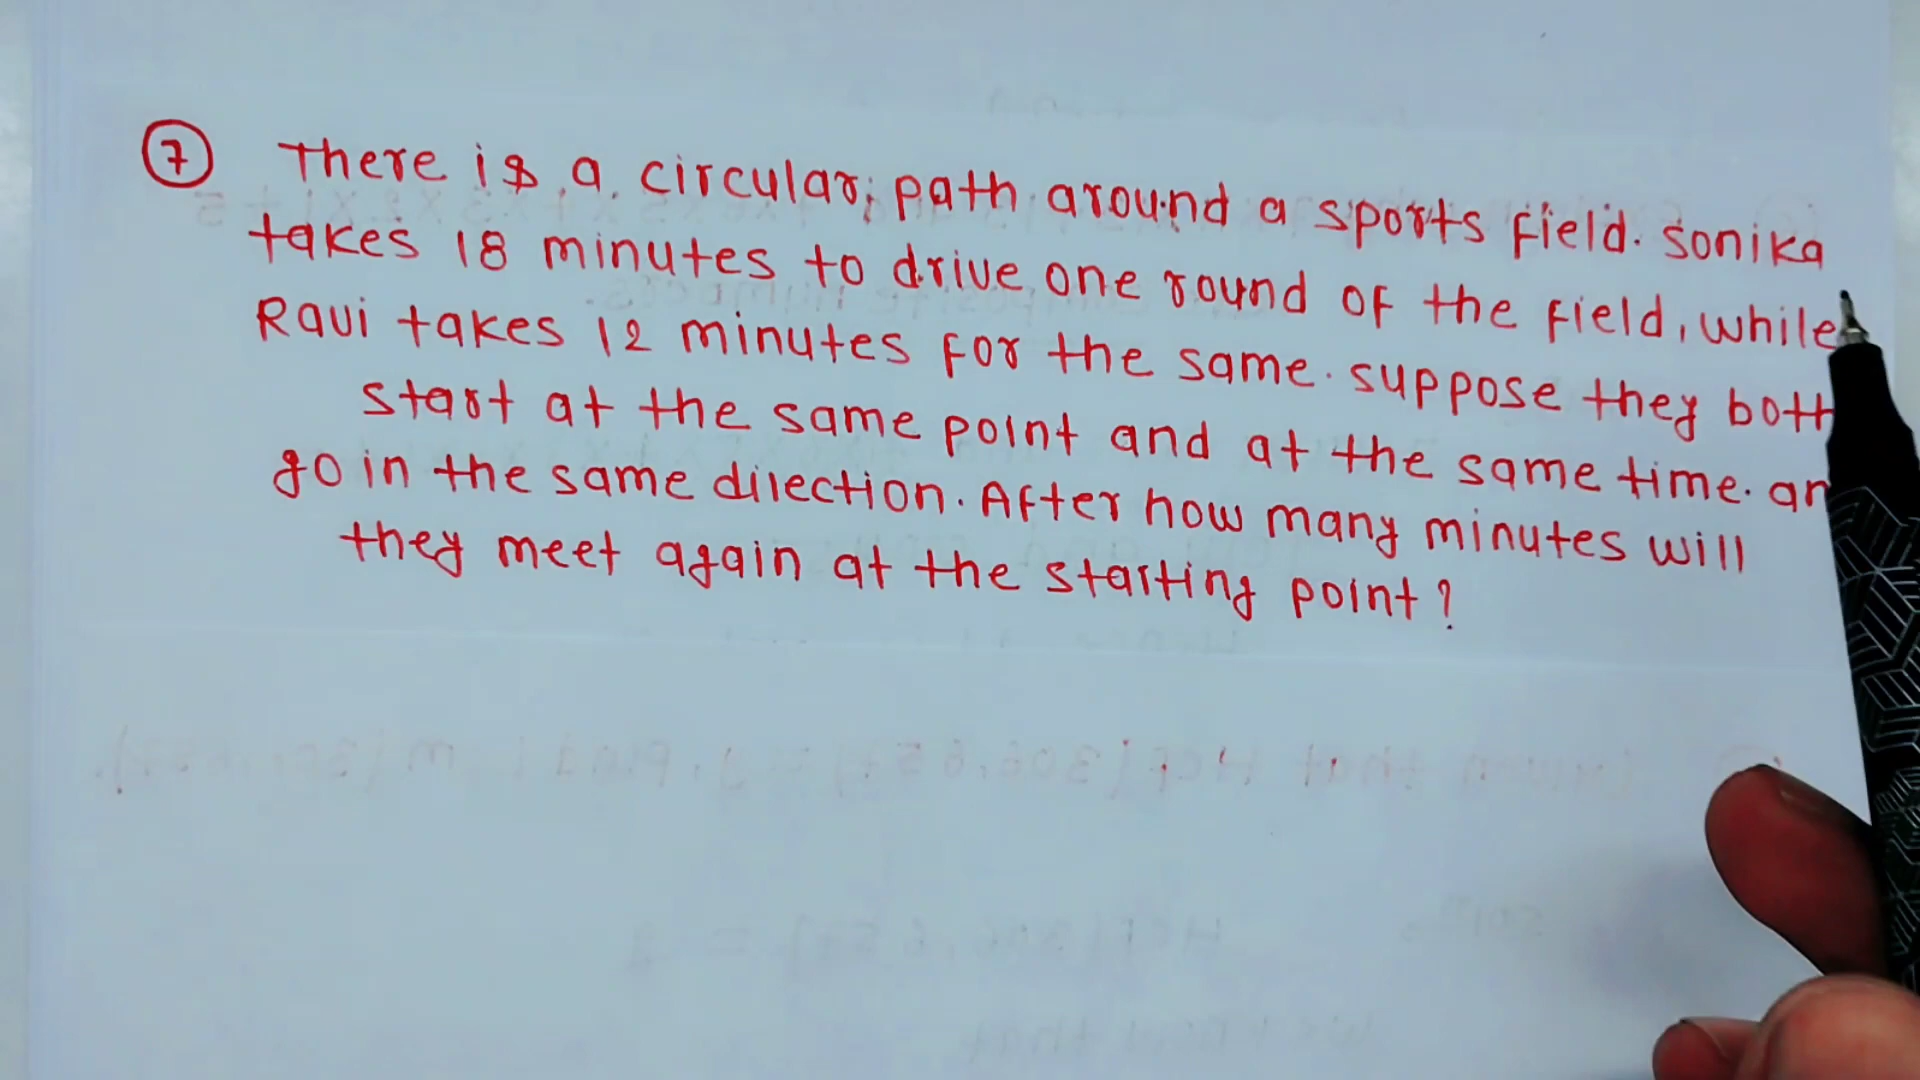 7 There is a circular path around a sports field. Sonika
takes 18 minutes to drive one round of the field, while
Ravi takes 12 minutes for the same. suppose they both
start at the same point and at the same time. an
go in the same direction. After how many minutes will
they meet again at the starting point?